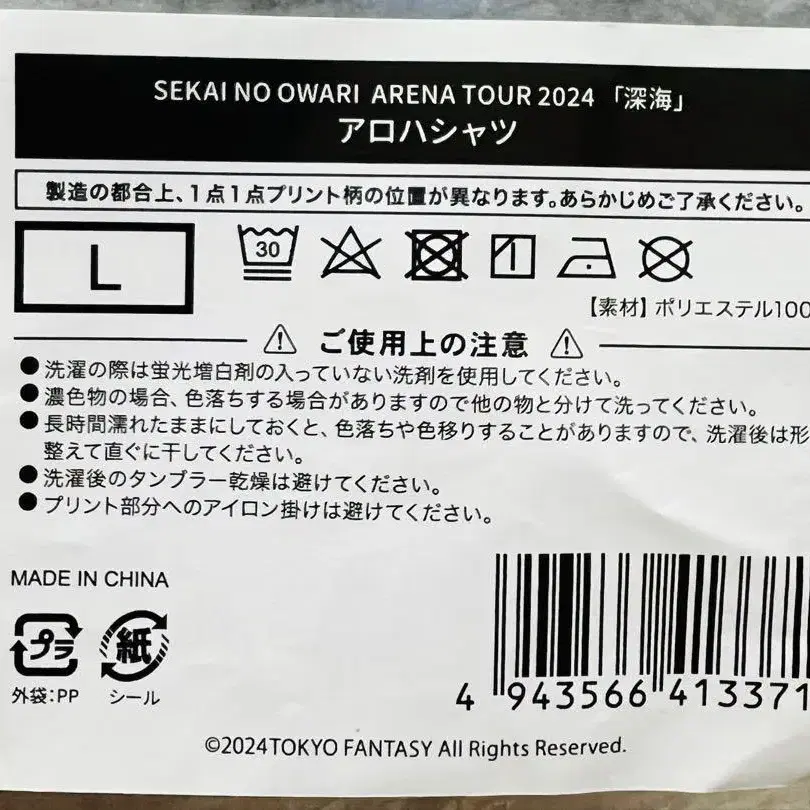 SEKAI NO OWARI ARENA TOUR 2024 「深海」
アロハシャツ
製造の都合上、1点1点プリント柄の位置が異なります。あらかじめご了承ください。
L
30
【素材】ポリエステル100
ご使用上の注意
●洗濯の際は蛍光増白剤の入っていない洗剤を使用してください。
●濃色物の場合、色落ちする場合がありますので他の物と分けて洗ってください。
●長時間濡れたままにしておくと、色落ちや色移りすることがありますので、洗濯後は形
整えて直ぐに干してください。
●洗濯後のタンブラー乾燥は避けてください。
●プリント部分へのアイロン掛けは避けてください。
MADE IN CHINA
プラ
紙
外袋:PP
シール
4 943566 413371
©2024TOKYO FANTASY All Rights Reserved.